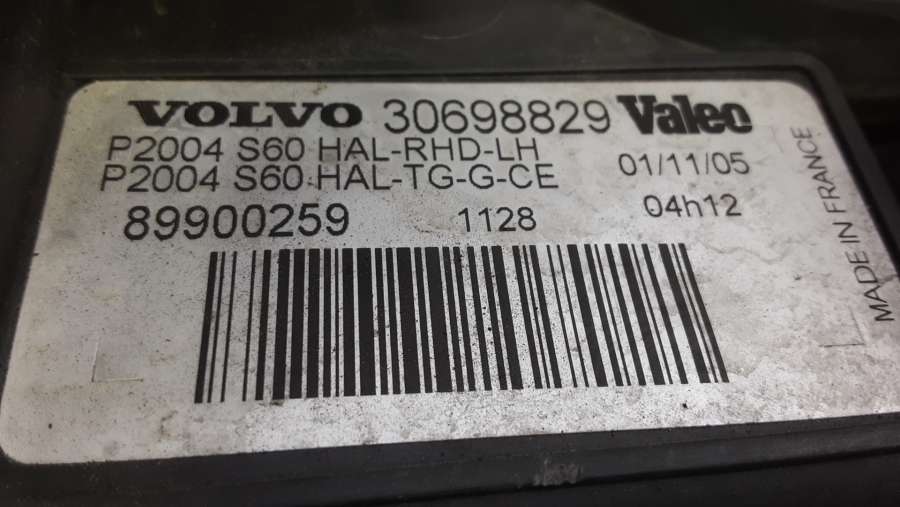 VOLVO 30698829 Valeo
P2004 S60 HAL-RHD-LH
P2004 S60 HAL-TG-G-CE
01/11/05
89900259 1128 04h12
MADE IN FRANCE